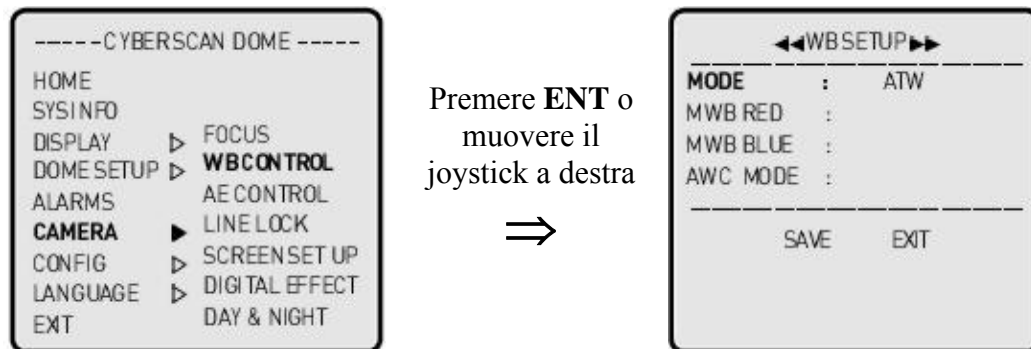 -----CYBERSCAN DOME-----
HOME
SYSINFO
DISPLAY ▷
DOME SETUP ▷
ALARMS
CAMERA ▶
CONFIG ▷
LANGUAGE ▷
EXIT
FOCUS
WBCONTROL
AE CONTROL
LINE LOCK
SCREEN SET UP
DIGITAL EFFECT
DAY & NIGHT
Premere ENT o
muovere il
joystick a destra
⇒
◀◀WB SETUP▶▶
MODE : ATW
MWB RED :
MWB BLUE :
AWC MODE :
SAVE EXIT